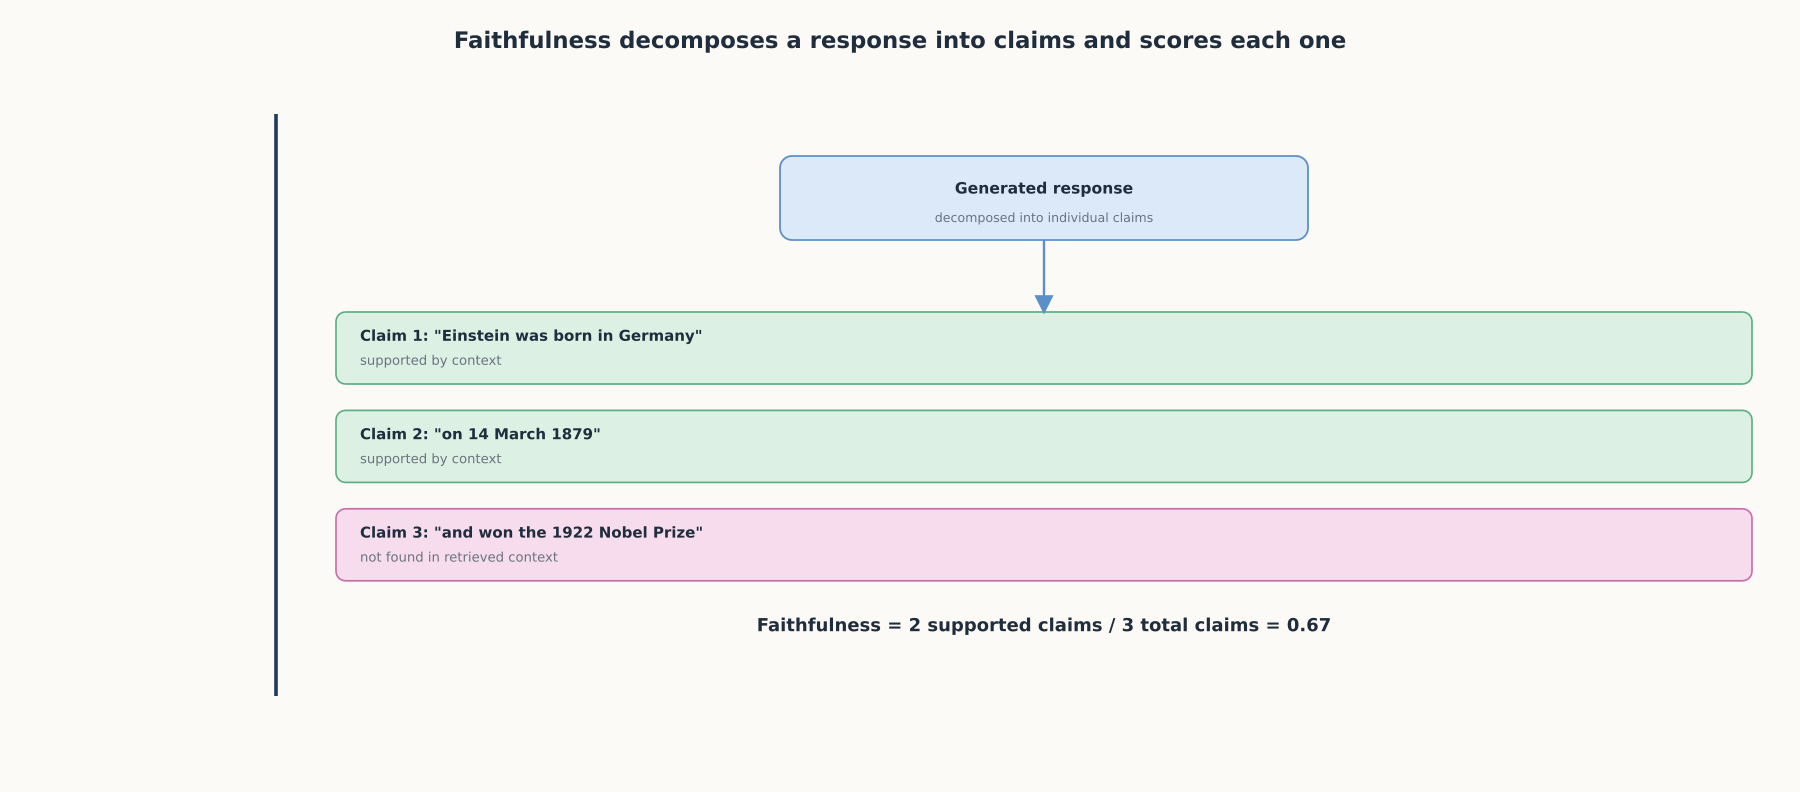 Faithfulness decomposes a response into claims and scores each one
Generated response
decomposed into individual claims
Claim 1: "Einstein was born in Germany"
supported by context
Claim 2: "on 14 March 1879"
supported by context
Claim 3: "and won the 1922 Nobel Prize"
not found in retrieved context
Faithfulness = 2 supported claims / 3 total claims = 0.67